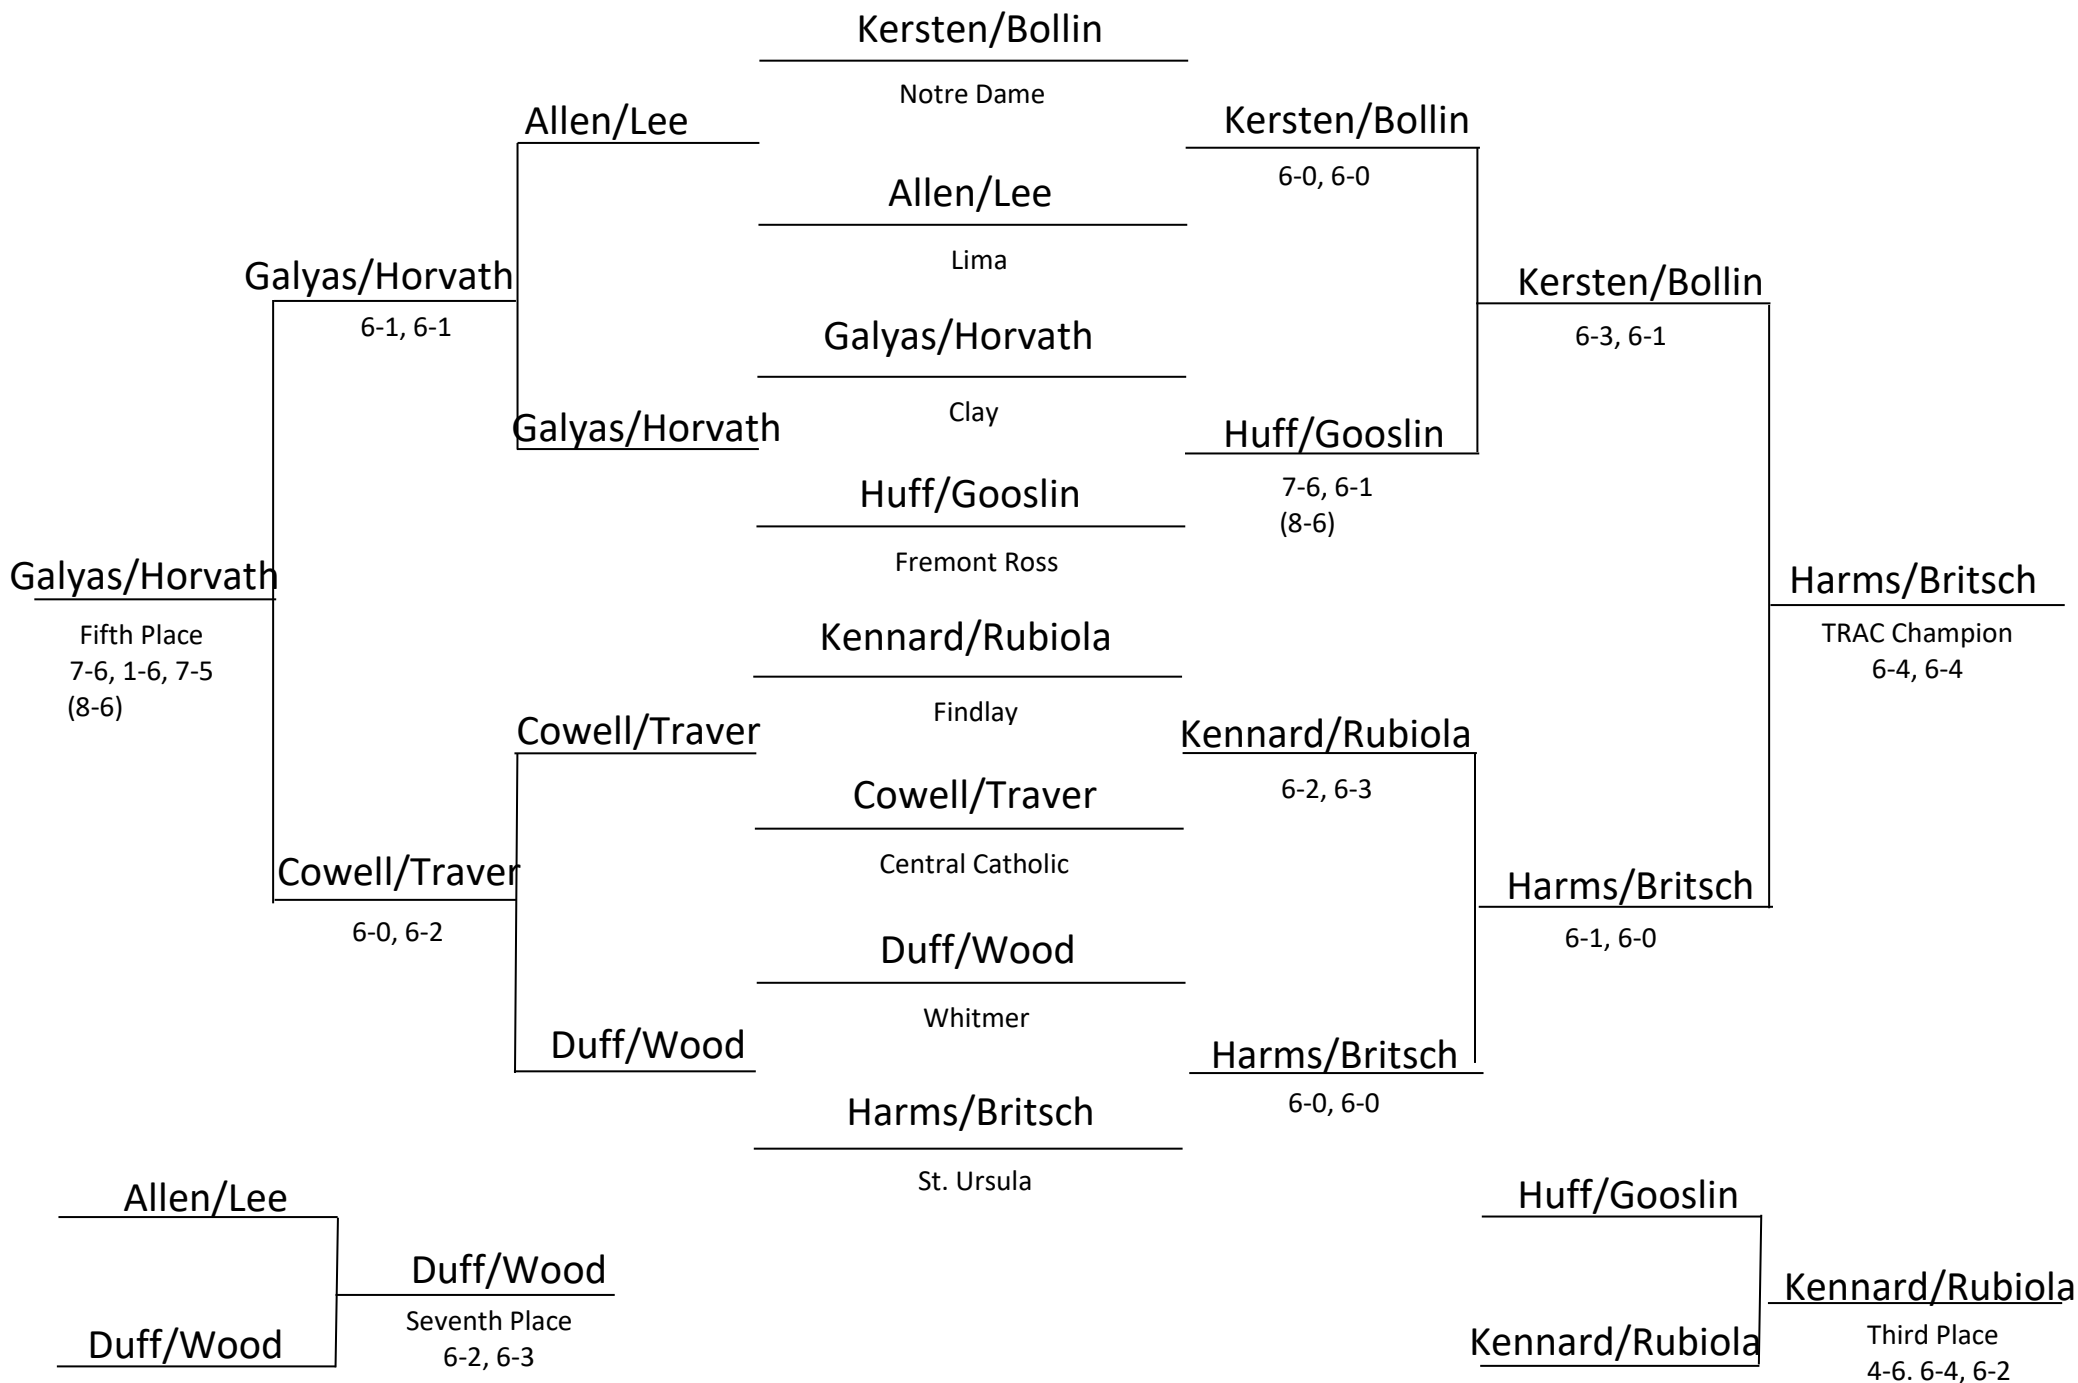 Kersten/Bollin
Notre Dame
Allen/Lee
Kersten/Bollin
6-0, 6-0
Allen/Lee
Lima
Galyas/Horvath
6-1, 6-1
Kersten/Bollin
6-3, 6-1
Galyas/Horvath
Clay
Galyas/Horvath
Huff/Gooslin
7-6, 6-1
(8-6)
Huff/Gooslin
Fremont Ross
Galyas/Horvath
Fifth Place
7-6, 1-6, 7-5
(8-6)
Harms/Britsch
TRAC Champion
6-4, 6-4
Kennard/Rubiola
Findlay
Cowell/Traver
Kennard/Rubiola
6-2, 6-3
Cowell/Traver
Central Catholic
Cowell/Traver
6-0, 6-2
Harms/Britsch
6-1, 6-0
Duff/Wood
Whitmer
Duff/Wood
Harms/Britsch
6-0, 6-0
Harms/Britsch
St. Ursula
Allen/Lee
Duff/Wood
Seventh Place
6-2, 6-3
Duff/Wood
Huff/Gooslin
Kennard/Rubiola
Third Place
4-6. 6-4, 6-2
Kennard/Rubiola